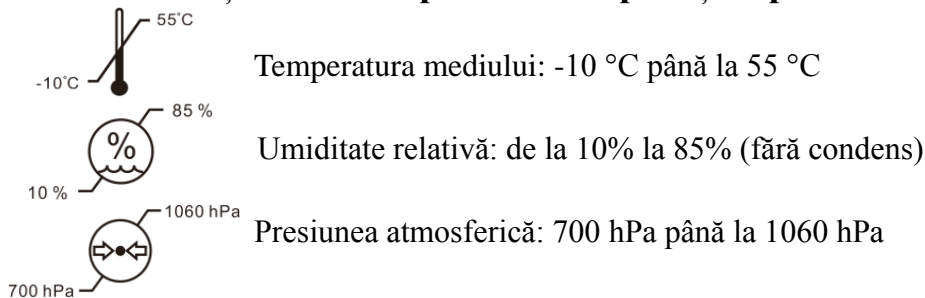 55°C
-10°C
Temperatura mediului: -10 °C până la 55 °C
85 %
%
10 %
Umiditate relativă: de la 10% la 85% (fără condens)
1060 hPa
700 hPa
Presiunea atmosferică: 700 hPa până la 1060 hPa